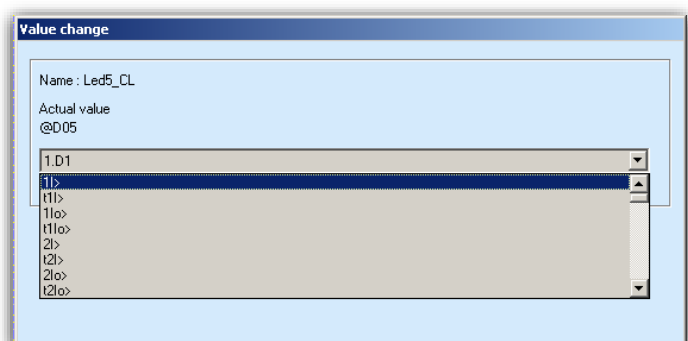 Value change
Name : Led5_CL
Actual value
@D05
1.D1
1I>
t1I>
1Io>
t1Io>
2I>
t2I>
2Io>
t2Io>